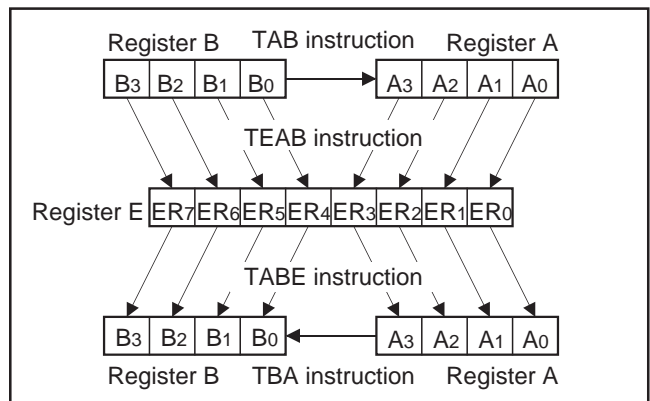 Register B TAB instruction Register A
B3 B2 B1 B0 A3 A2 A1 A0
TEAB instruction
Register E ER7 ER6 ER5 ER4 ER3 ER2 ER1 ER0
TABE instruction
B3 B2 B1 B0 A3 A2 A1 A0
Register B TBA instruction Register A